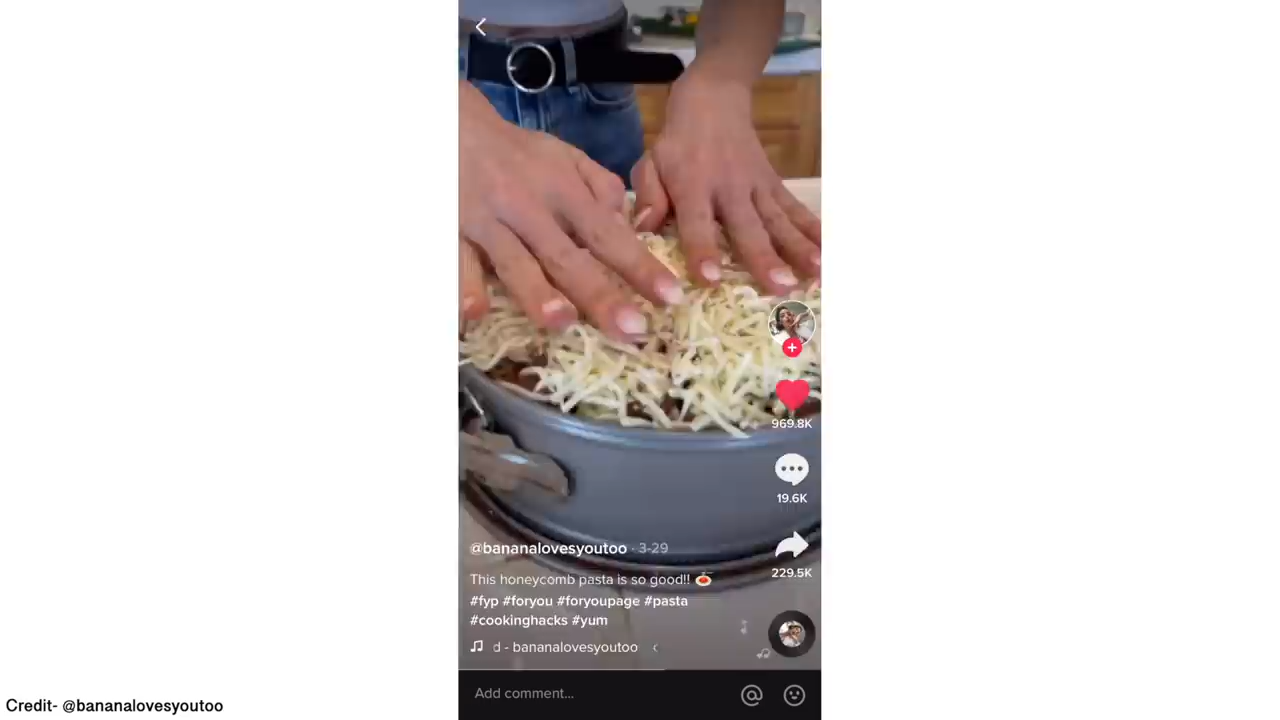 969.8K
19.6K
@bananalovesyoutoo · 3-29
229.5K
This honeycomb pasta is so good!! 🍝
#fyp #foryou #foryoupage #pasta
#cookinghacks #yum
d - bananalovesyoutoo
Add comment...
Credit- @bananalovesyoutoo